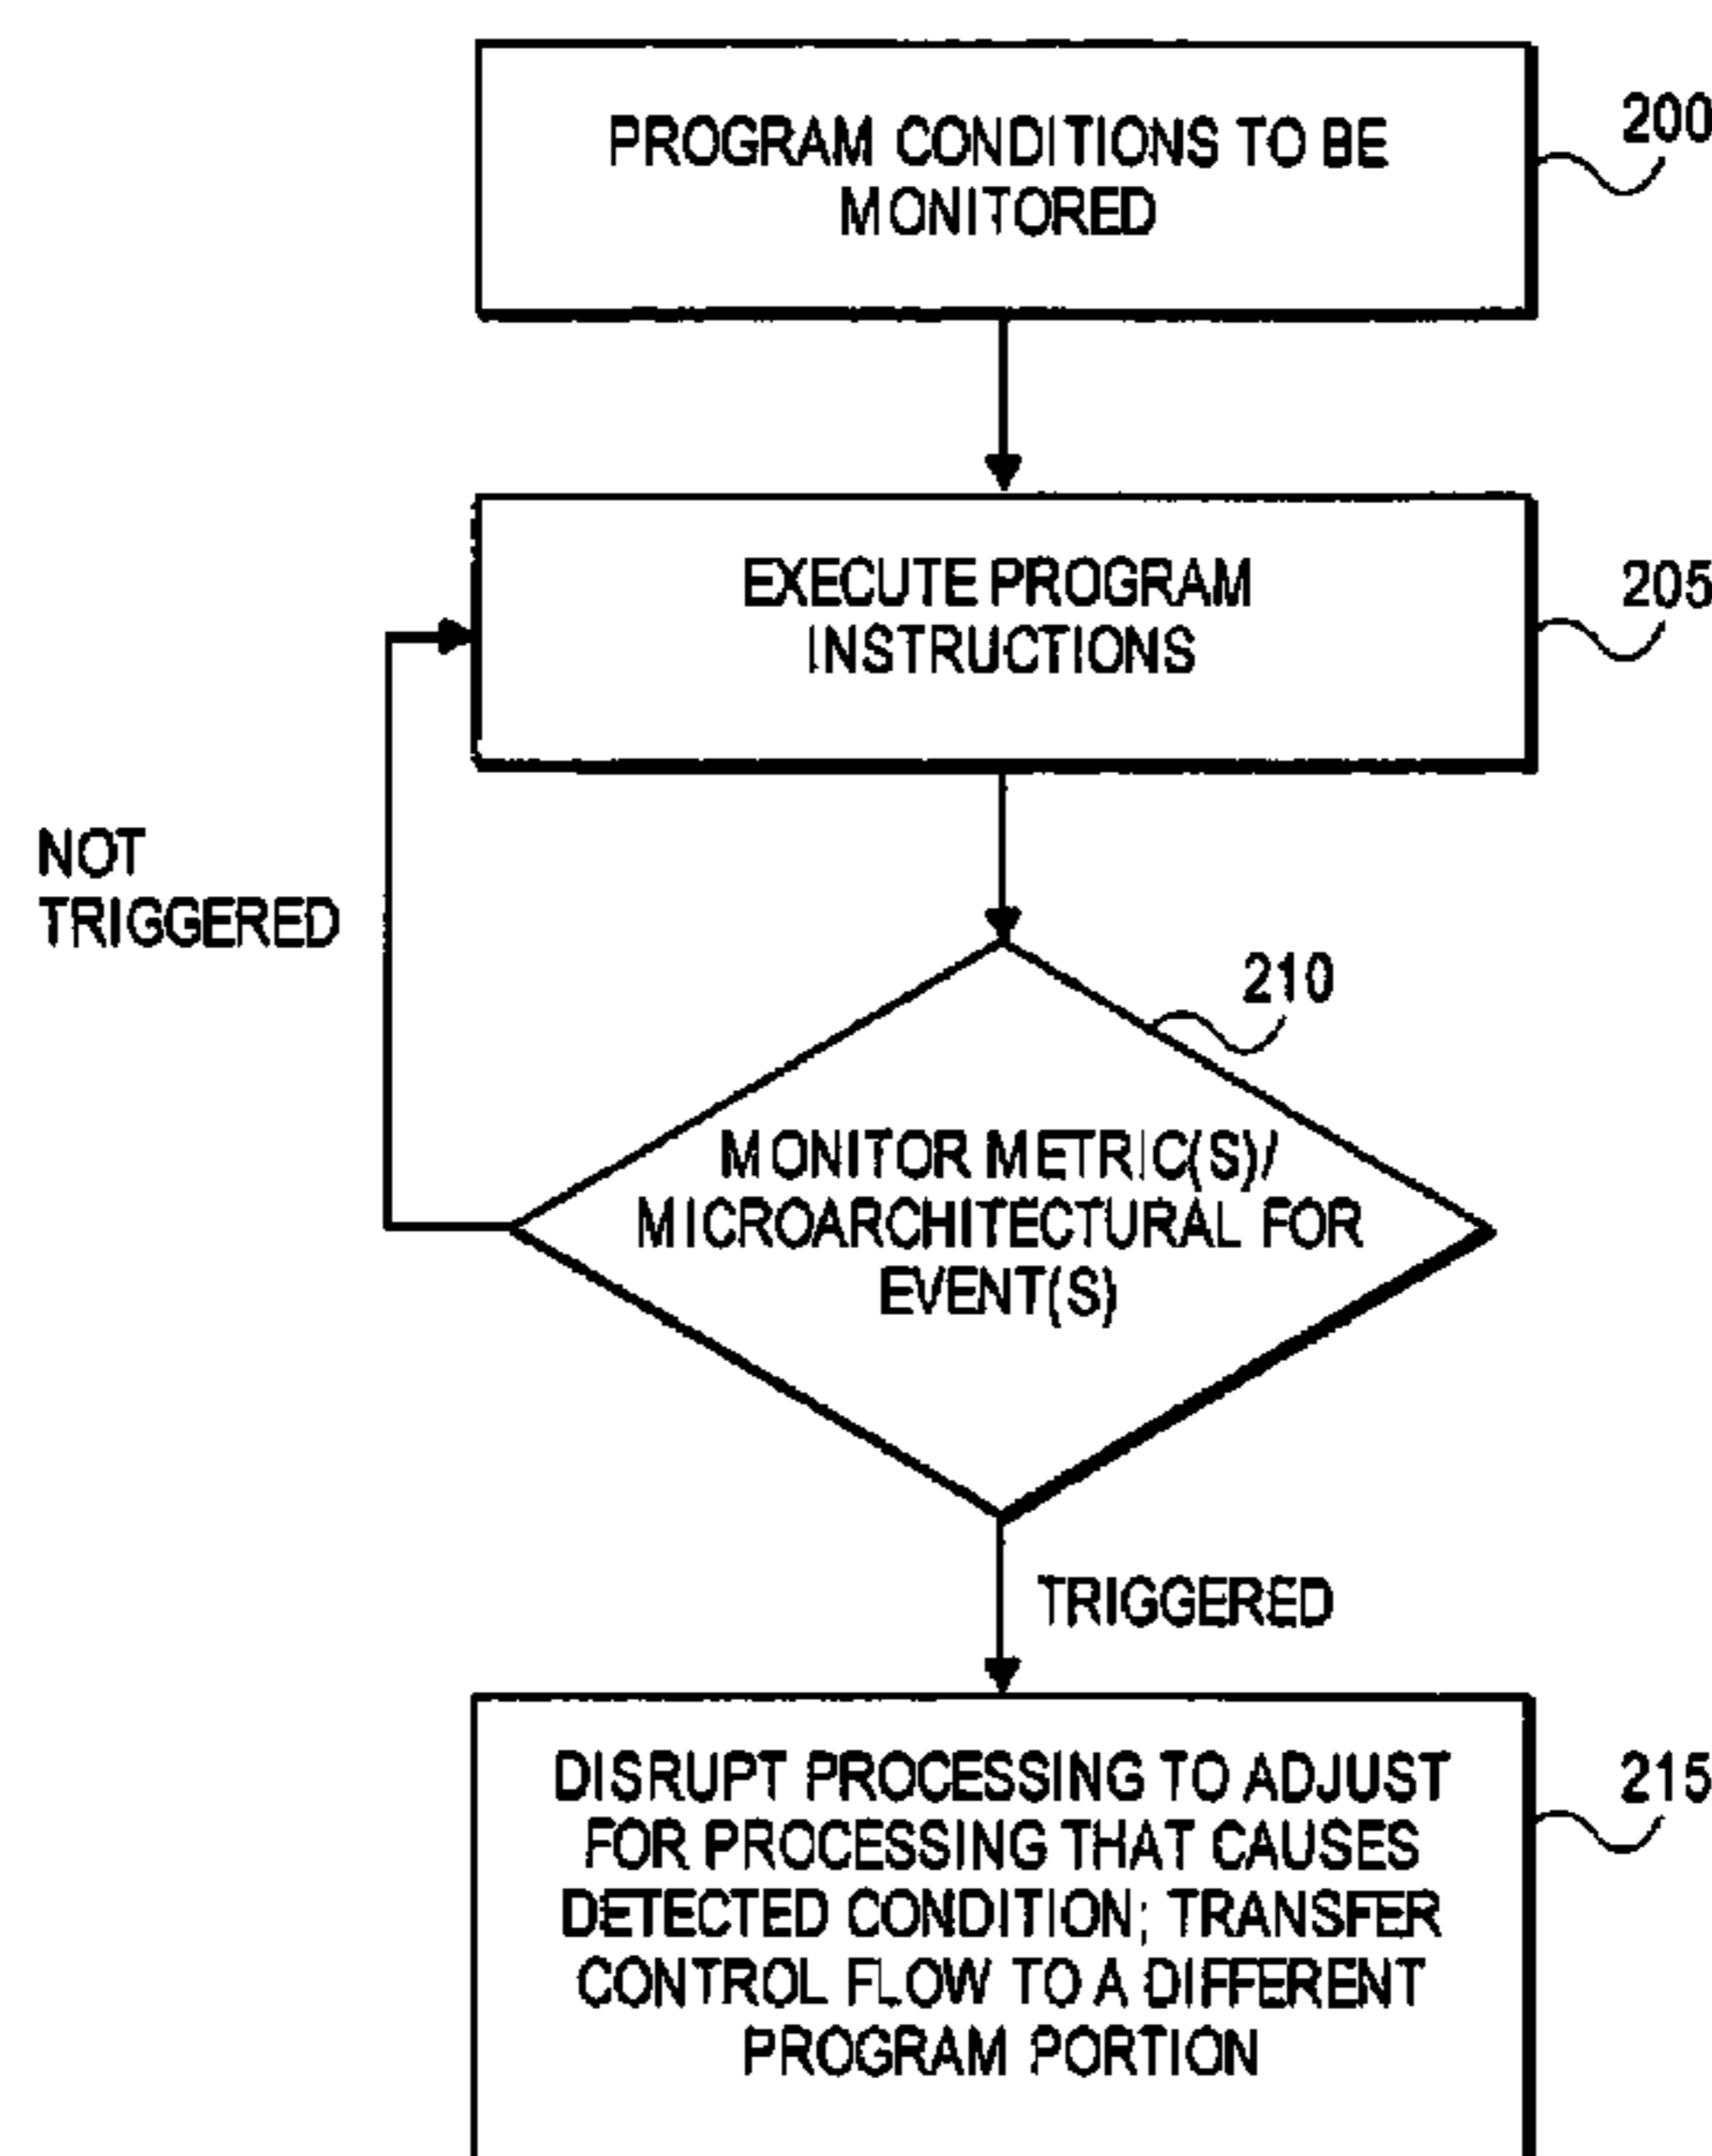 PROGRAM CONDITIONS TO BE
MONITORED
200
EXECUTE PROGRAM
INSTRUCTIONS
205
NOT
TRIGGERED
210
MONITOR METRIC(S)/
MICROARCHITECTURAL FOR
EVENT(S)
TRIGGERED
DISRUPT PROCESSING TO ADJUST
FOR PROCESSING THAT CAUSES
DETECTED CONDITION; TRANSFER
CONTROL FLOW TO A DIFFERENT
PROGRAM PORTION
215